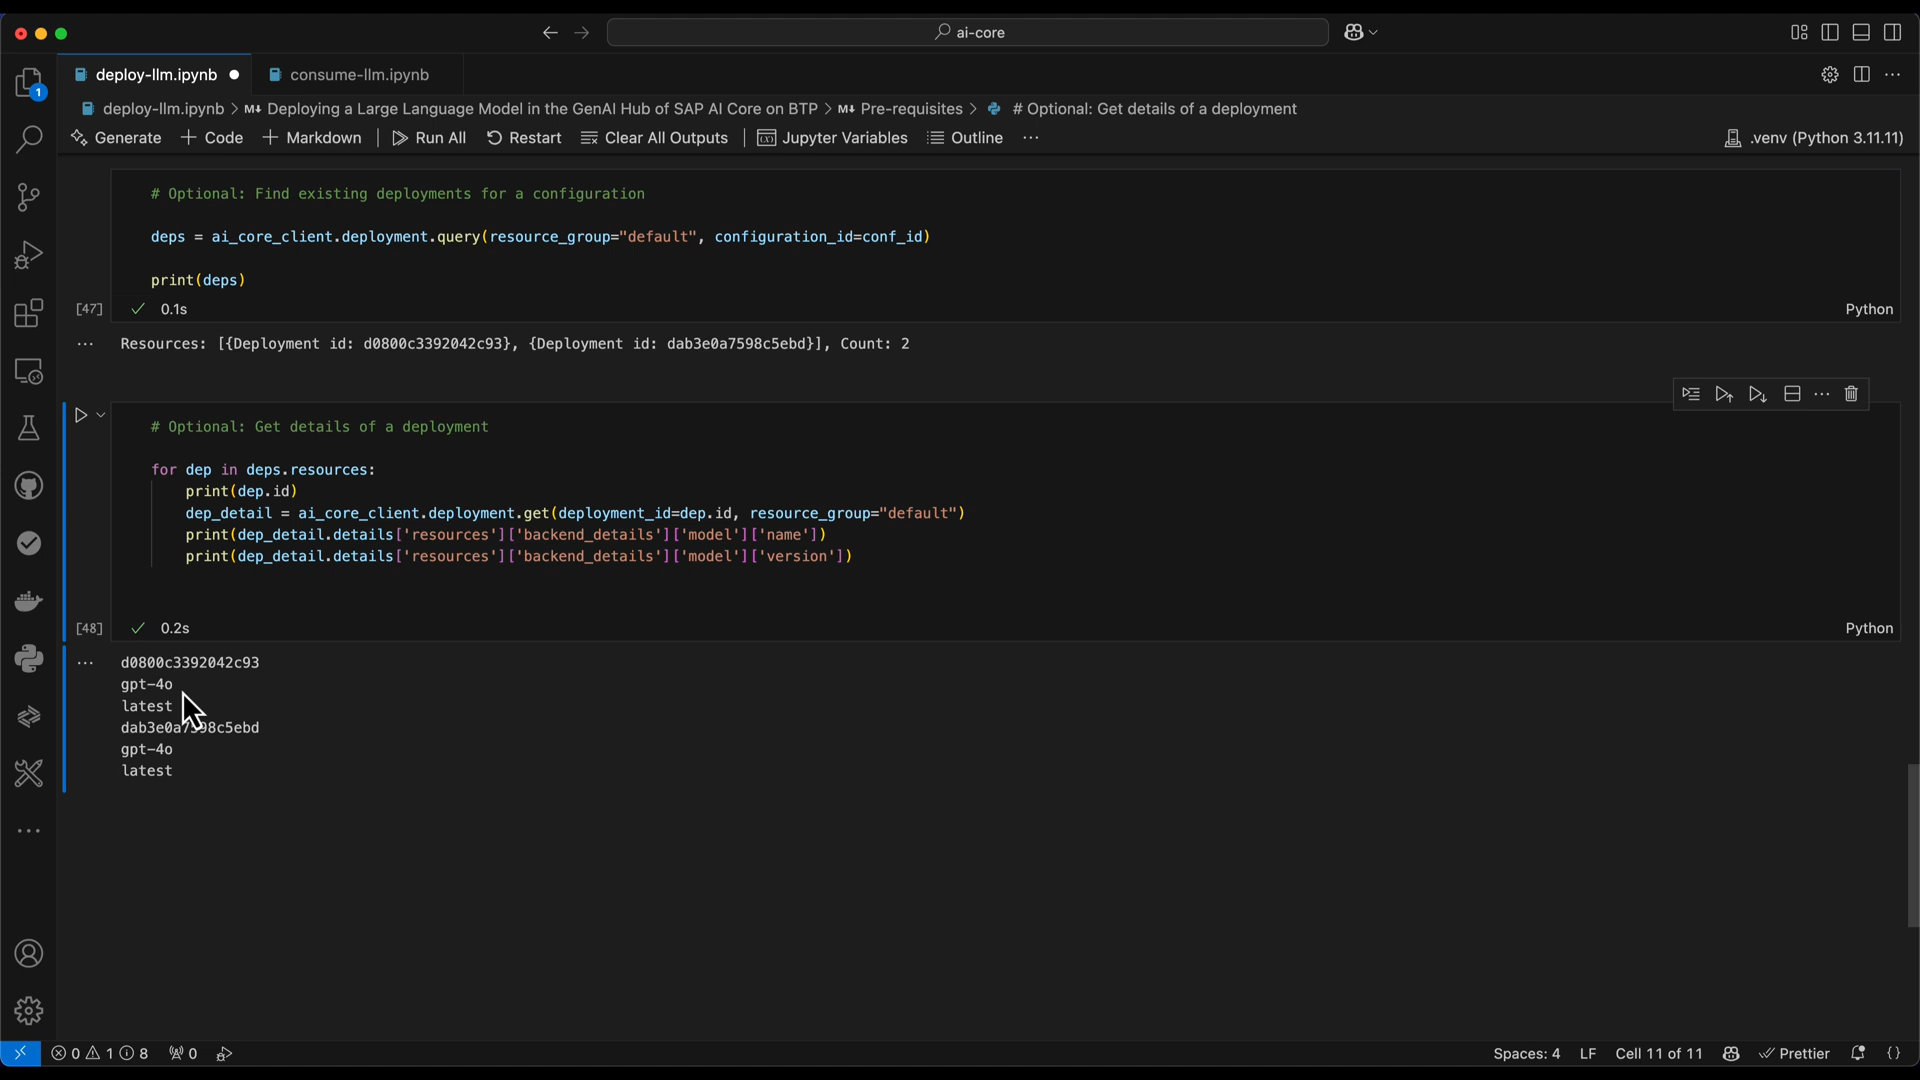 ai-core
deploy-llm.ipynb
consume-llm.ipynb
deploy-llm.ipynb > M↓ Deploying a Large Language Model in the GenAI Hub of SAP AI Core on BTP > M↓ Pre-requisites > # Optional: Get details of a deployment
Generate + Code + Markdown Run All Restart Clear All Outputs Jupyter Variables Outline ... .venv (Python 3.11.11)
1
# Optional: Find existing deployments for a configuration
deps = ai_core_client.deployment.query(resource_group="default", configuration_id=conf_id)
print(deps)
[47] ✓ 0.1s Python
... Resources: [{Deployment id: d0800c3392042c93}, {Deployment id: dab3e0a7598c5ebd}], Count: 2
# Optional: Get details of a deployment
for dep in deps.resources:
print(dep.id)
dep_detail = ai_core_client.deployment.get(deployment_id=dep.id, resource_group="default")
print(dep_detail.details['resources']['backend_details']['model']['name'])
print(dep_detail.details['resources']['backend_details']['model']['version'])
[48] ✓ 0.2s Python
... d0800c3392042c93
gpt-4o
latest
dab3e0a7598c5ebd
gpt-4o
latest
0 1 8 0 Spaces: 4 LF Cell 11 of 11 Prettier {}